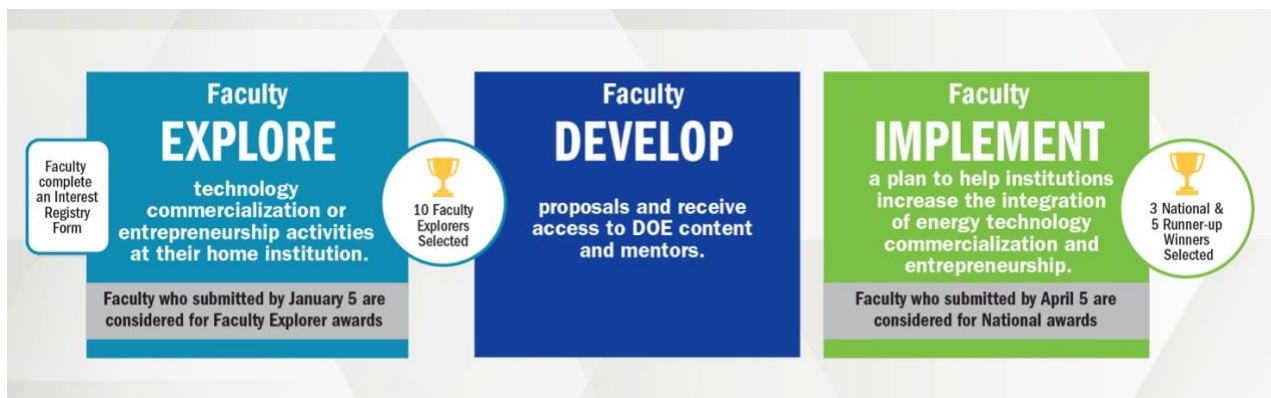 Faculty
complete
an Interest
Registry
Form
Faculty
EXPLORE
technology
commercialization or
entrepreneurship activities
at their home institution.
Faculty who submitted by January 5 are
considered for Faculty Explorer awards
10 Faculty
Explorers
Selected
Faculty
DEVELOP
proposals and receive
access to DOE content
and mentors.
Faculty
IMPLEMENT
a plan to help institutions
increase the integration
of energy technology
commercialization and
entrepreneurship.
Faculty who submitted by April 5 are
considered for National awards
3 National &
5 Runner-up
Winners
Selected